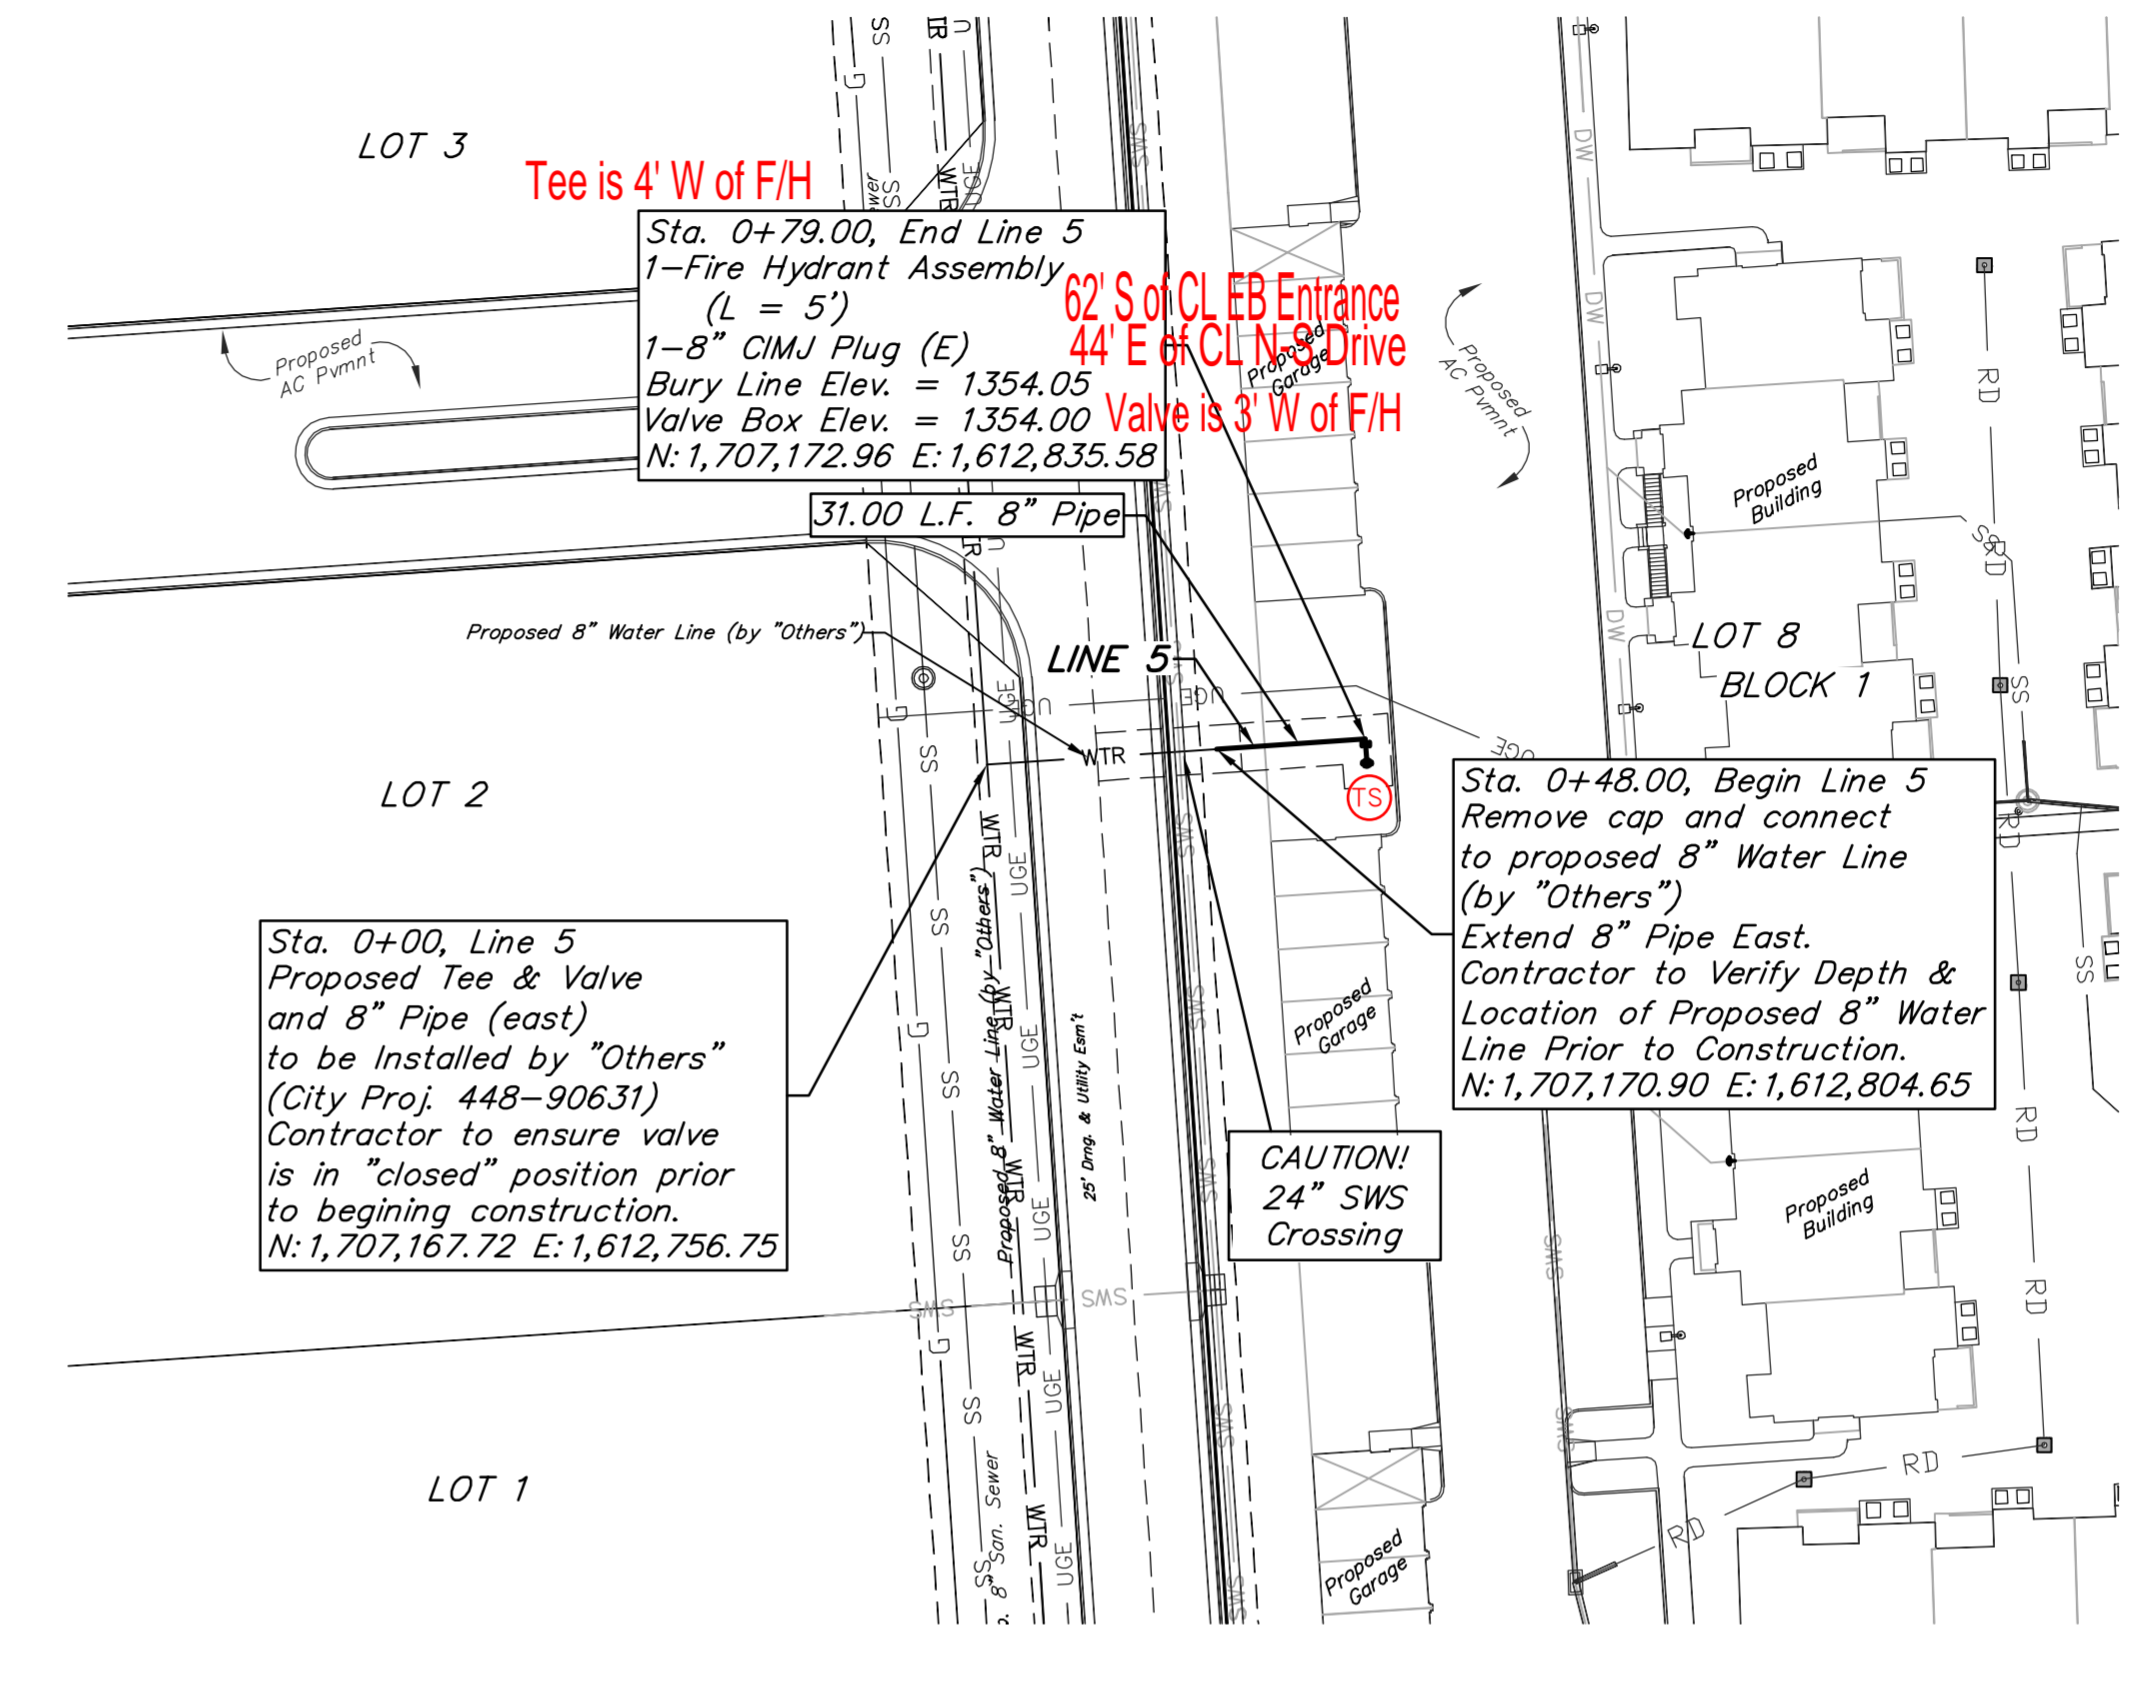 LOT 3
Tee is 4' W of F/H
Sta. 0+79.00, End Line 5
1-Fire Hydrant Assembly
(L = 5')
1-8" CIMJ Plug (E)
Bury Line Elev. = 1354.05
Valve Box Elev. = 1354.00
N: 1,707,172.96 E: 1,612,835.58
62' S of CL EB Entrance
44' E of CL N-S Drive
Valve is 3' W of F/H
31.00 L.F. 8" Pipe
Proposed
AC Pvmnt
Proposed
Garage
Proposed
AC Pvmnt
Proposed
Building
Proposed 8" Water Line (by "Others")
LINE 5
LOT 8
BLOCK 1
WTR
TS
LOT 2
Sta. 0+48.00, Begin Line 5
Remove cap and connect
to proposed 8" Water Line
(by "Others")
Extend 8" Pipe East.
Contractor to Verify Depth &
Location of Proposed 8" Water
Line Prior to Construction.
N: 1,707,170.90 E: 1,612,804.65
Sta. 0+00, Line 5
Proposed Tee & Valve
and 8" Pipe (east)
to be Installed by "Others"
(City Proj. 448-90631)
Contractor to ensure valve
is in "closed" position prior
to begining construction.
N: 1,707,167.72 E: 1,612,756.75
Proposed 8" Water Line (by "Others")
25' Drng. & Utility Esm't
Proposed
Garage
CAUTION!
24" SWS
Crossing
Proposed
Building
LOT 1
8" San. Sewer
Proposed
Garage
G
SS
WTR
UGE
SWS
DW
RD
SS
RD